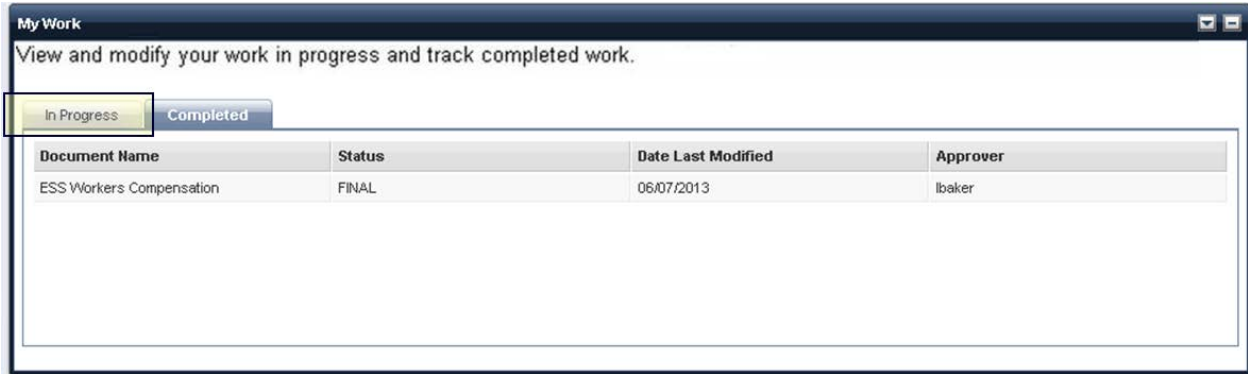 My Work
View and modify your work in progress and track completed work.
In Progress Completed
Document Name Status Date Last Modified Approver
ESS Workers Compensation FINAL 06/07/2013 lbaker